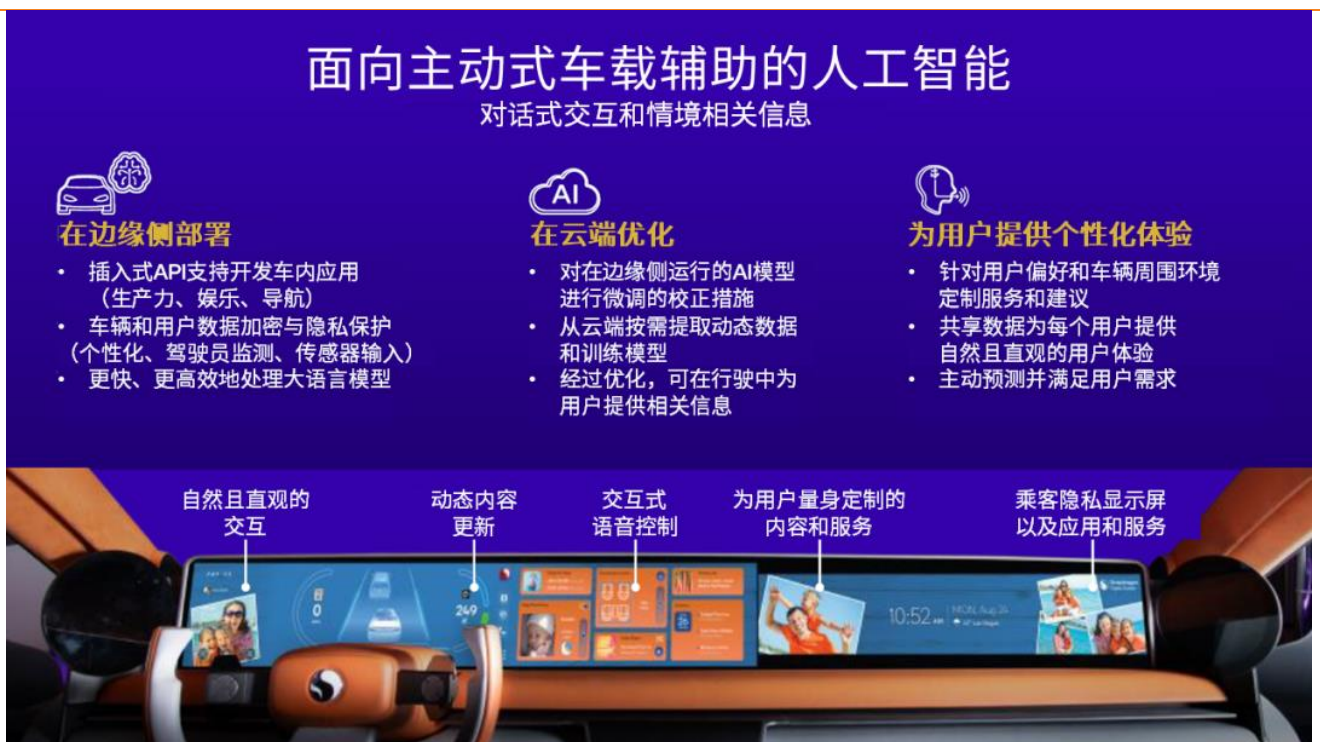 面向主动式车载辅助的人工智能
对话式交互和情境相关信息
AI
在边缘侧部署
• 插入式API支持开发车内应用
（生产力、娱乐、导航）
• 车辆和用户数据加密与隐私保护
（个性化、驾驶员监测、传感器输入）
• 更快、更高效地处理大语言模型
在云端优化
• 对在边缘侧运行的AI模型
进行微调的校正措施
• 从云端按需提取动态数据
和训练模型
• 经过优化，可在行驶中为
用户提供相关信息
为用户提供个性化体验
• 针对用户偏好和车辆周围环境
定制服务和建议
• 共享数据为每个用户提供
自然且直观的用户体验
• 主动预测并满足用户需求
自然且直观的
交互
动态内容
更新
交互式
语音控制
为用户量身定制的
内容和服务
乘客隐私显示屏
以及应用和服务
0
249
10:52 AM
MON, Aug
Las Vegas
Snapdragon